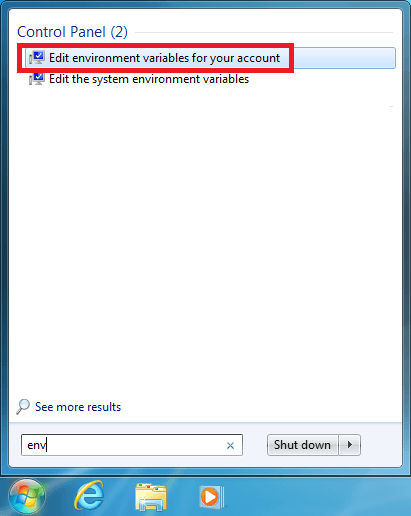 Control Panel (2)
Edit environment variables for your account
Edit the system environment variables
See more results
env
Shut down